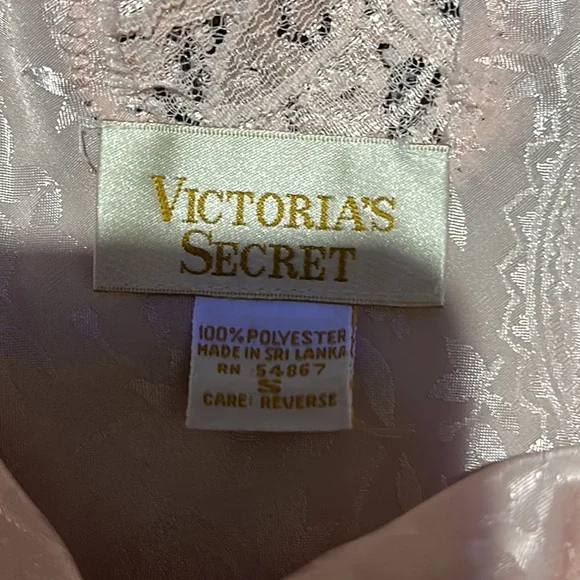 VICTORIA'S
SECRET
100% POLYESTER
MADE IN SRI LANKA
RN 54867
S
CARE: REVERSE